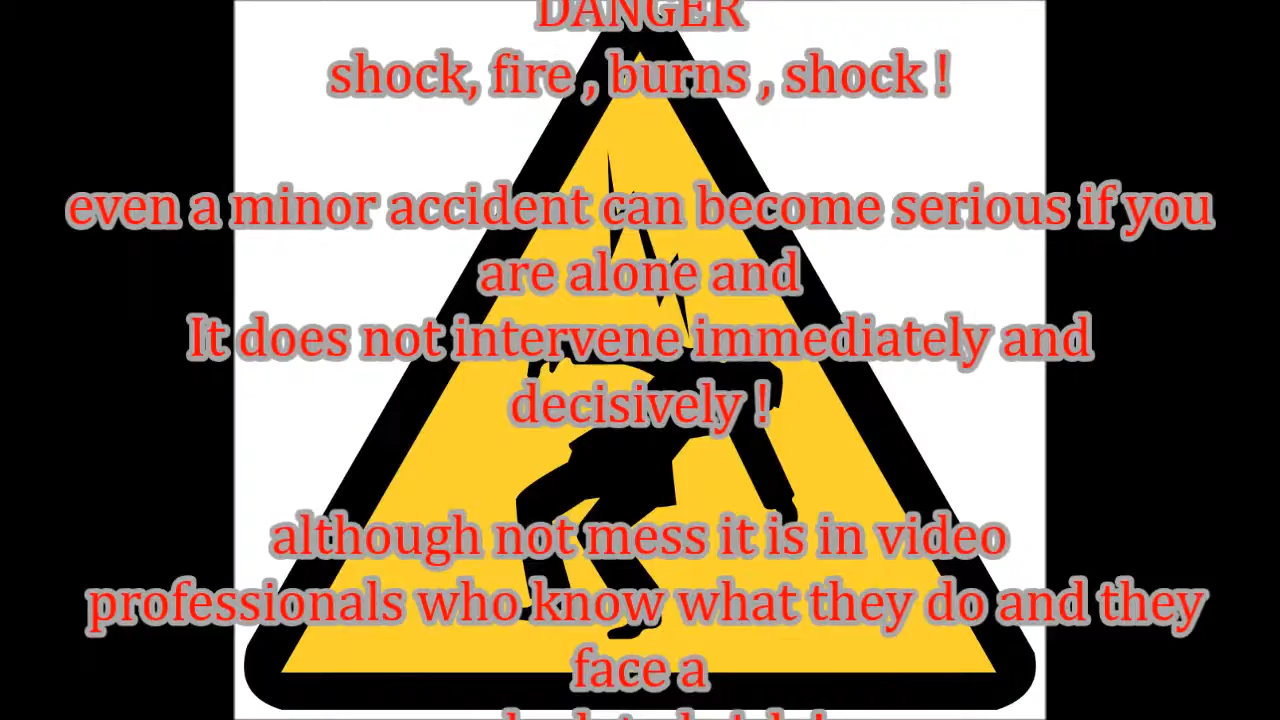 DANGER
shock, fire , burns , shock !
even a minor accident can become serious if you
are alone and
It does not intervene immediately and
decisively !
although not mess it is in video
professionals who know what they do and they
face a